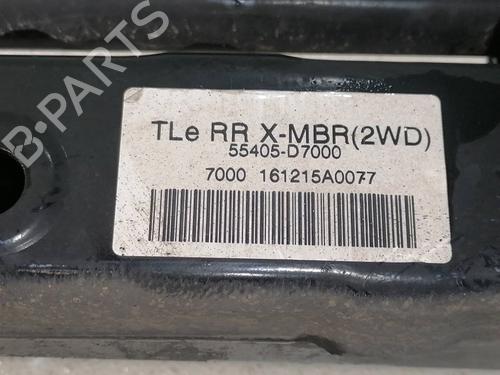 TLe RR X-MBR(2WD)
55405-D7000
7000 161215A0077
B-PARTS